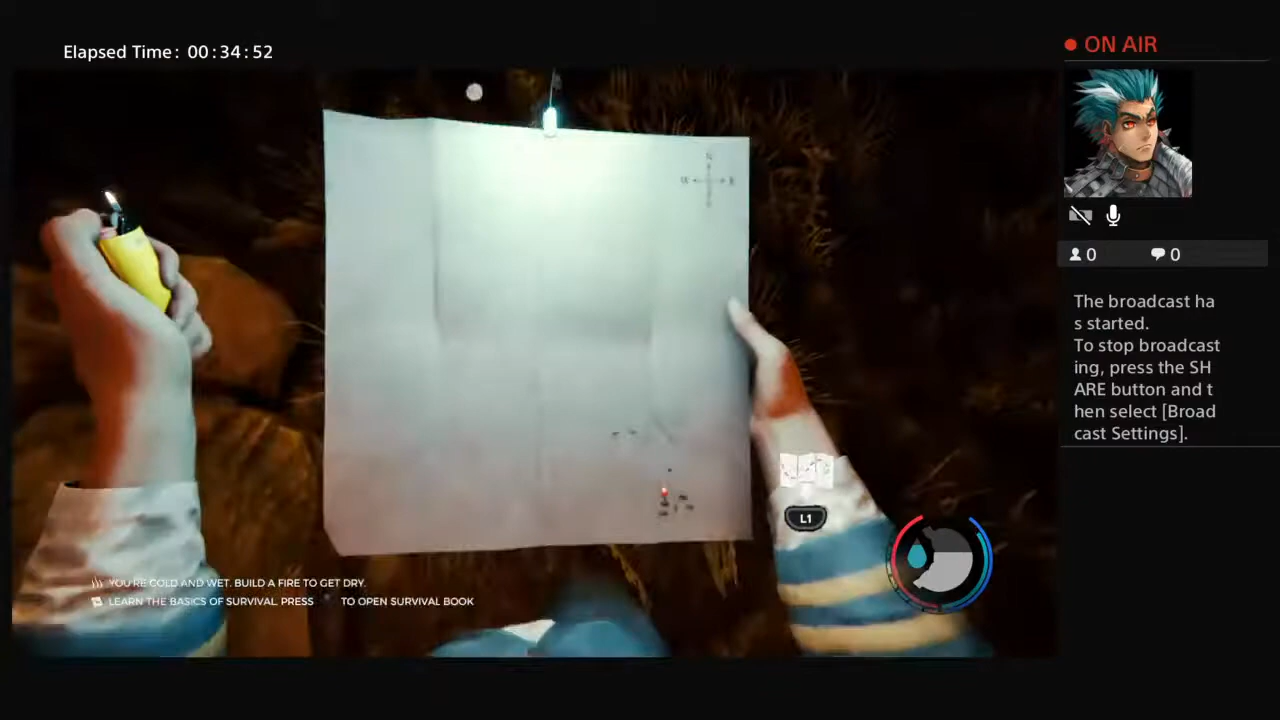 Elapsed Time: 00:34:52
ON AIR
0
0
The broadcast ha
s started.
To stop broadcast
ing, press the SH
ARE button and t
hen select [Broad
cast Settings].
N
L1
YOU'RE COLD AND WET. BUILD A FIRE TO GET DRY.
LEARN THE BASICS OF SURVIVAL. PRESS TO OPEN SURVIVAL BOOK